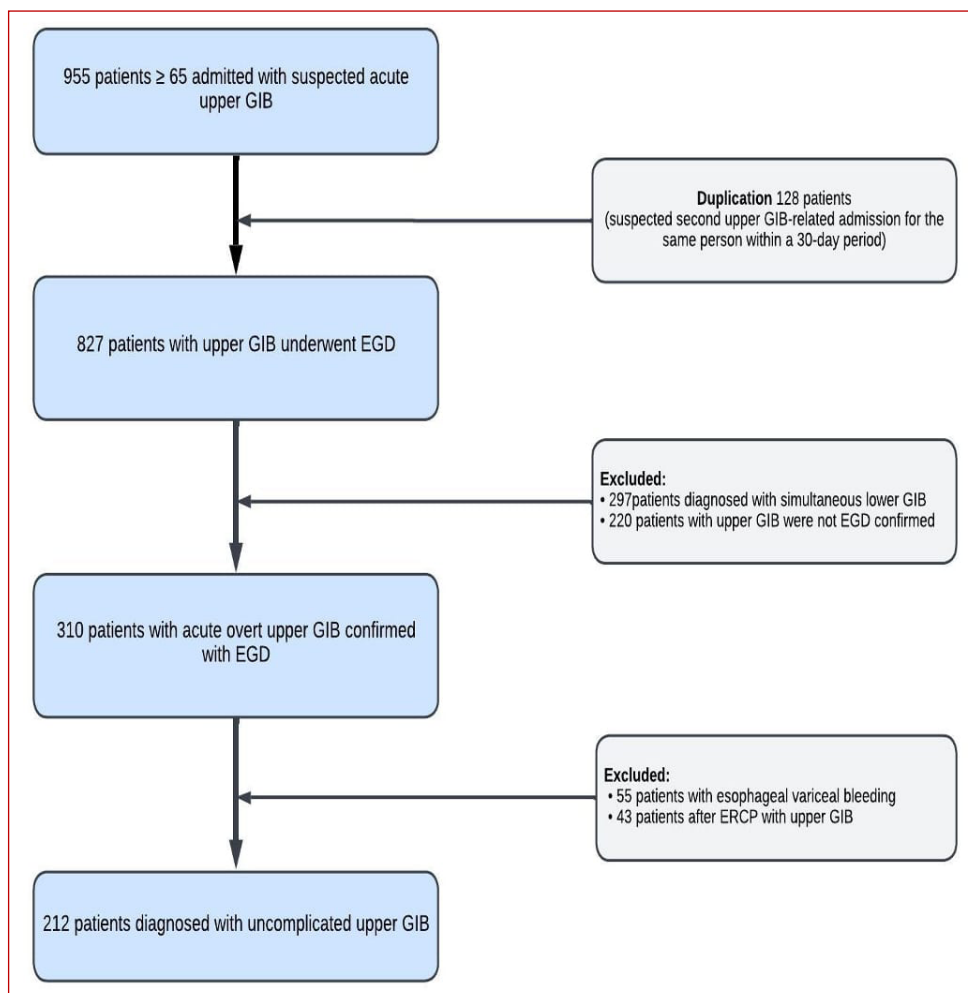 955 patients ≥ 65 admitted with suspected acute
upper GIB
Duplication 128 patients
(suspected second upper GIB-related admission for the
same person within a 30-day period)
827 patients with upper GIB underwent EGD
Excluded:
• 297patients diagnosed with simultaneous lower GIB
• 220 patients with upper GIB were not EGD confirmed
310 patients with acute overt upper GIB confirmed
with EGD
Excluded:
• 55 patients with esophageal variceal bleeding
• 43 patients after ERCP with upper GIB
212 patients diagnosed with uncomplicated upper GIB